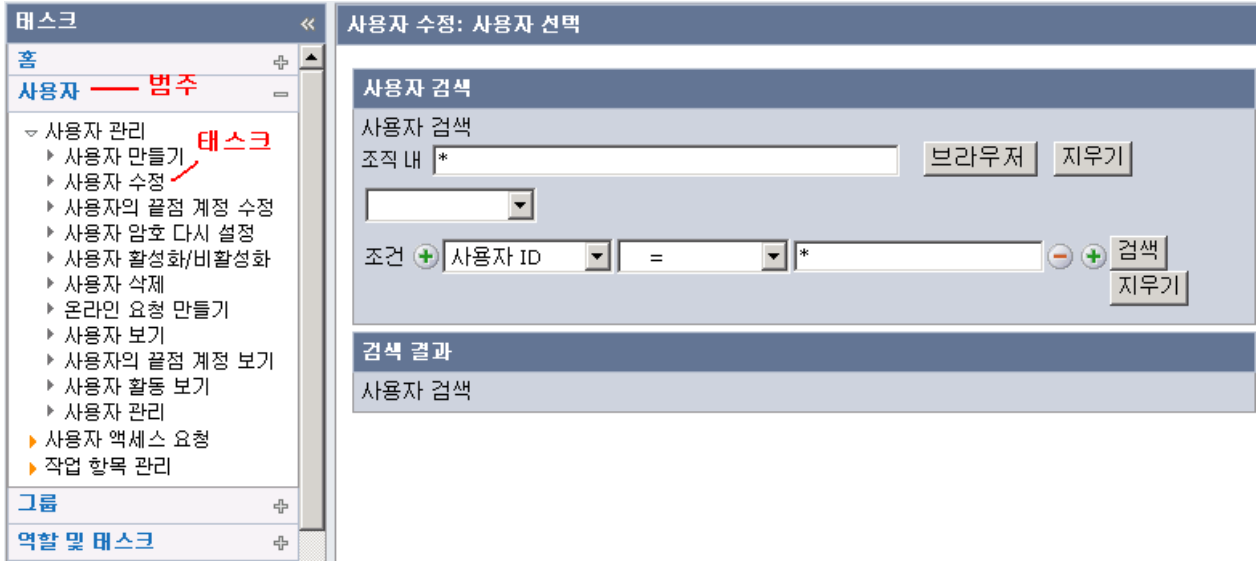 태스크 «
홈
사용자 범주
사용자 관리
태스크
사용자 만들기
사용자 수정
사용자의 끝점 계정 수정
사용자 암호 다시 설정
사용자 활성화/비활성화
사용자 삭제
온라인 요청 만들기
사용자 보기
사용자의 끝점 계정 보기
사용자 활동 보기
사용자 관리
사용자 액세스 요청
작업 항목 관리
그룹
역할 및 태스크
사용자 수정: 사용자 선택
사용자 검색
사용자 검색
조직 내 * 브라우저 지우기
조건 사용자 ID = * 검색
지우기
검색 결과
사용자 검색